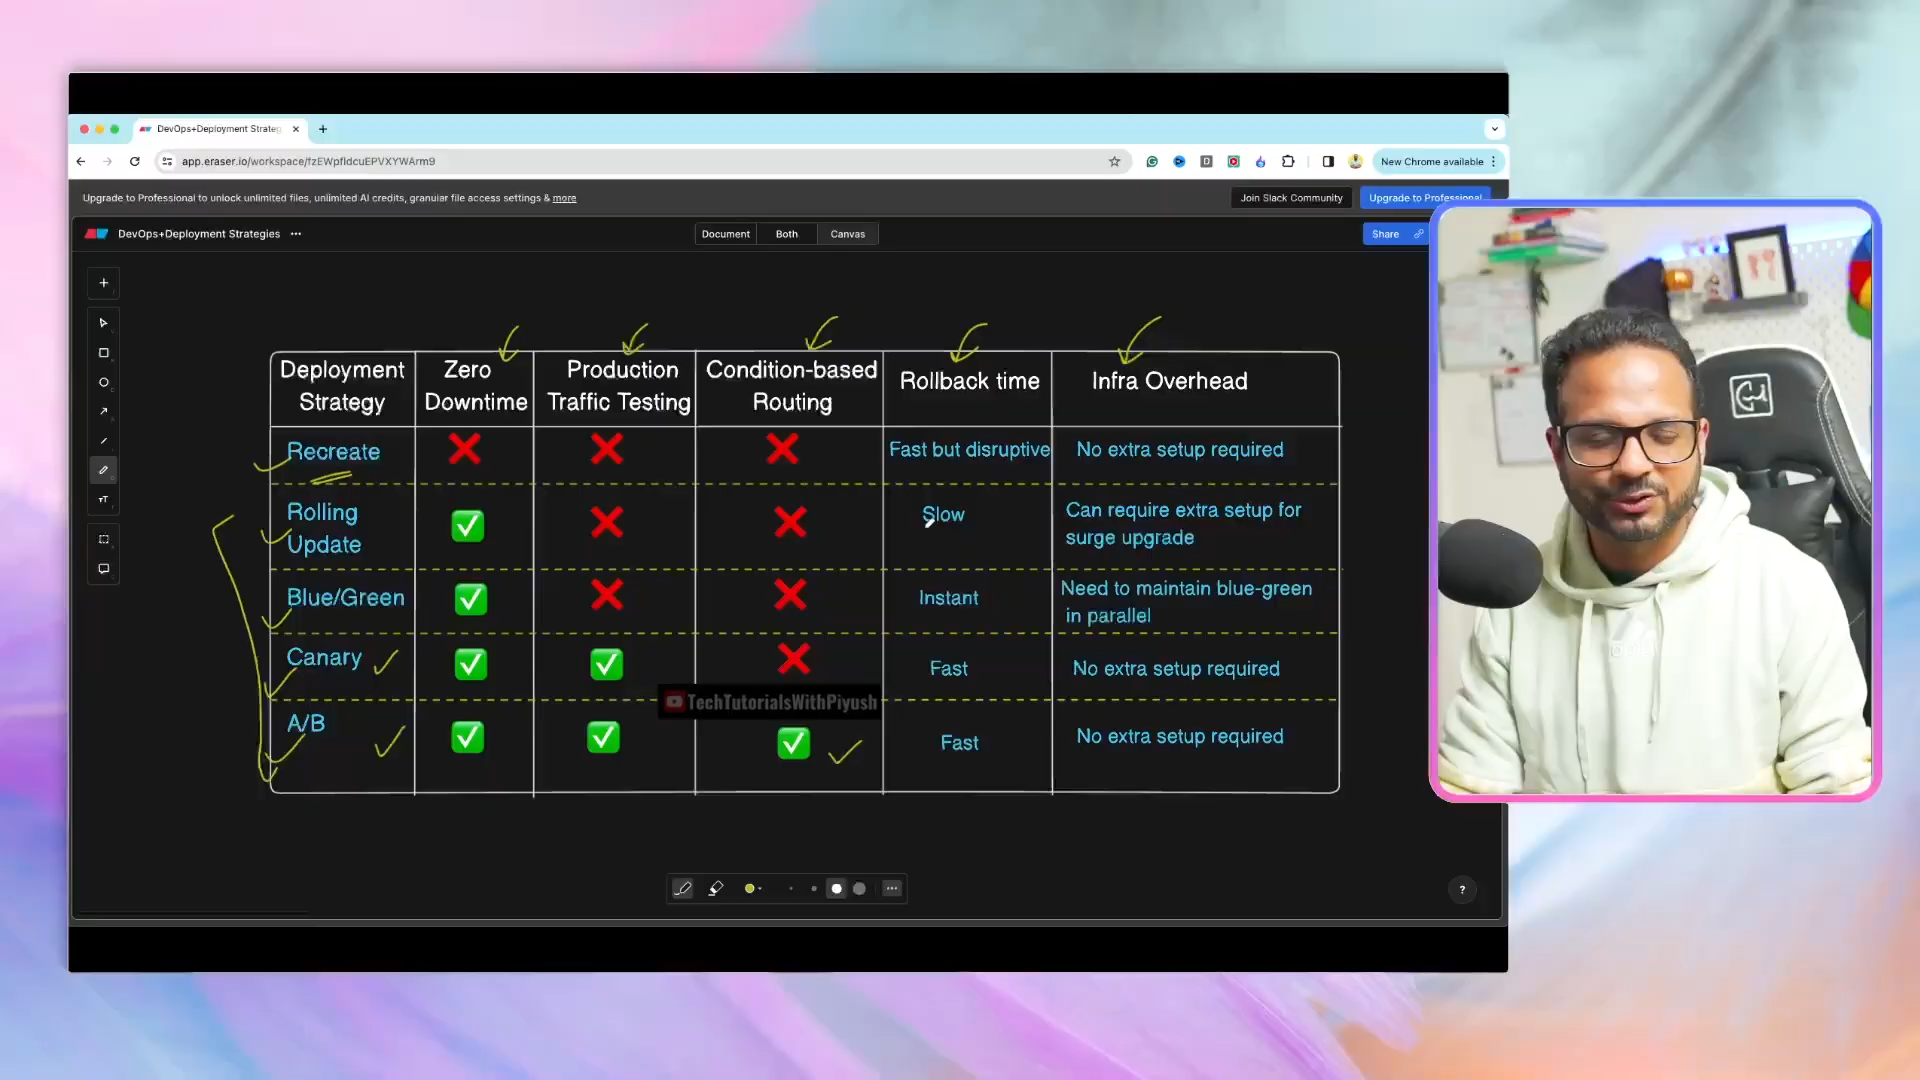 DevOps+Deployment Strateg
app.eraser.io/workspace/fzEWpfIdcuEPVXYWArm9
New Chrome available
Upgrade to Professional to unlock unlimited files, unlimited AI credits, granular file access settings & more
Join Slack Community
Upgrade to Professional
DevOps+Deployment Strategies
Document
Both
Canvas
Share
Deployment Strategy
Zero Downtime
Production Traffic Testing
Condition-based Routing
Rollback time
Infra Overhead
Recreate
Fast but disruptive
No extra setup required
Rolling Update
Slow
Can require extra setup for
surge upgrade
Blue/Green
Instant
Need to maintain blue-green
in parallel
Canary
Fast
No extra setup required
TechTutorialsWithPiyush
A/B
Fast
No extra setup required